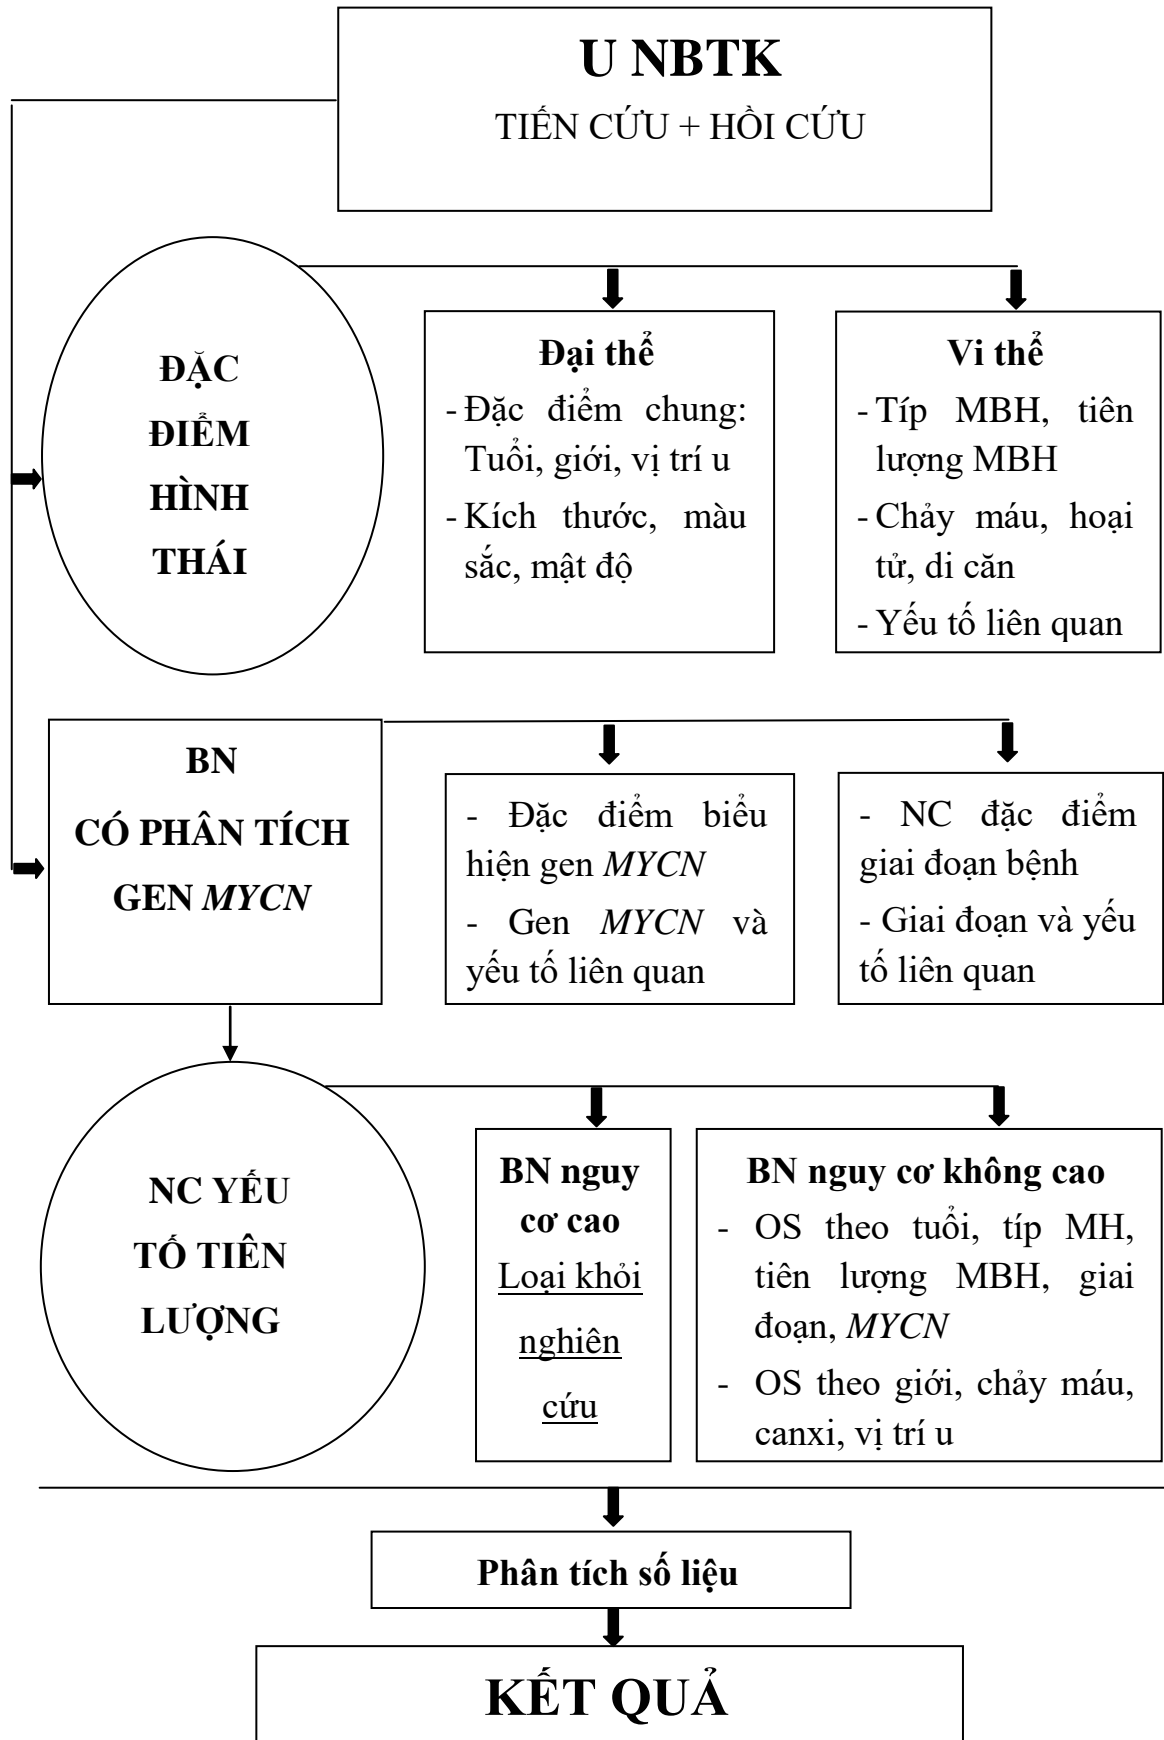 U NBTK
TIẾN CỨU + HỒI CỨU
ĐẶC
ĐIỂM
HÌNH
THÁI
Đại thể
- Đặc điểm chung:
Tuổi, giới, vị trí u
- Kích thước, màu
sắc, mật độ
Vi thể
- Típ MBH, tiên
lượng MBH
- Chảy máu, hoại
tử, di căn
- Yếu tố liên quan
BN
CÓ PHÂN TÍCH
GEN MYCN
- Đặc điểm biểu
hiện gen MYCN
- Gen MYCN và
yếu tố liên quan
- NC đặc điểm
giai đoạn bệnh
- Giai đoạn và yếu
tố liên quan
NC YẾU
TỐ TIÊN
LƯỢNG
BN nguy
cơ cao
Loại khỏi
nghiên
cứu
BN nguy cơ không cao
- OS theo tuổi, típ MH,
tiên lượng MBH, giai
đoạn, MYCN
- OS theo giới, chảy máu,
canxi, vị trí u
Phân tích số liệu
KẾT QUẢ